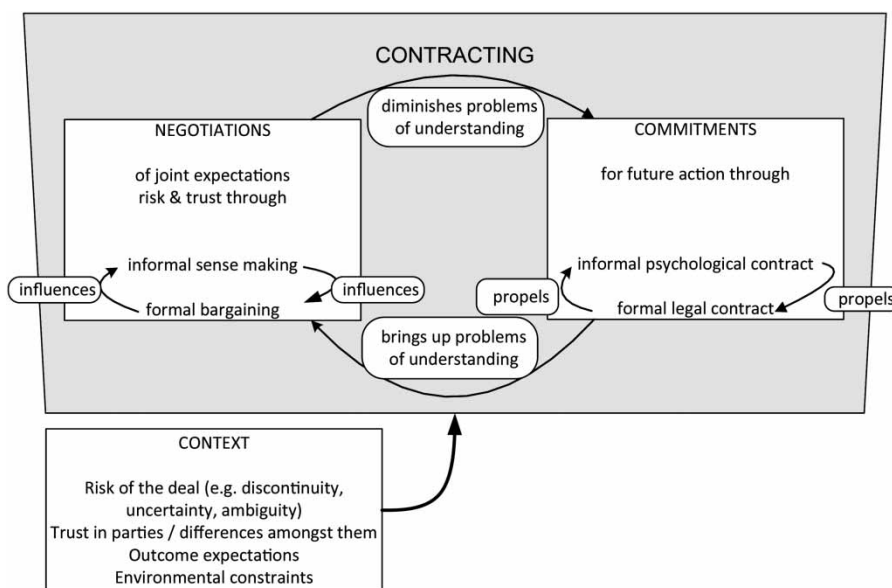 CONTRACTING
diminishes problems
of understanding
NEGOTIATIONS
of joint expectations
risk & trust through
informal sense making
influences
influences
formal bargaining
COMMITMENTS
for future action through
informal psychological contract
propels
propels
formal legal contract
brings up problems
of understanding
CONTEXT
Risk of the deal (e.g. discontinuity,
uncertainty, ambiguity)
Trust in parties / differences amongst them
Outcome expectations
Environmental constraints